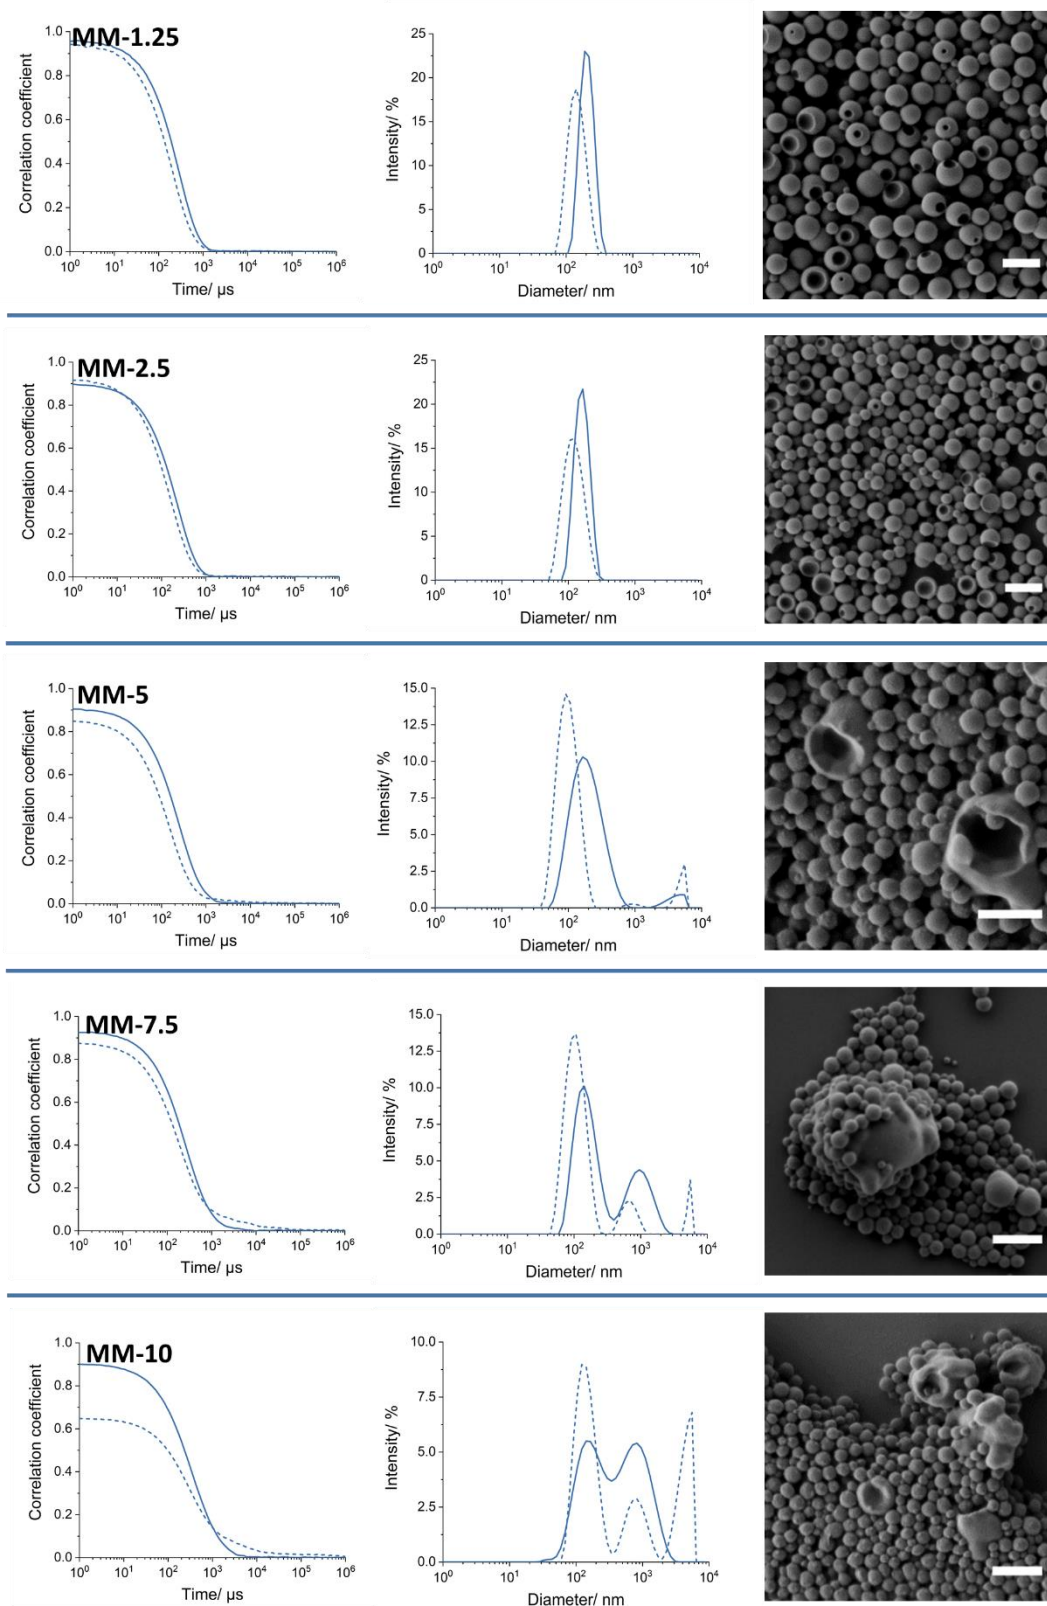 MM-1.25
Correlation coefficient
1.0
0.8
0.6
0.4
0.2
0.0
10⁰ 10¹ 10² 10³ 10⁴ 10⁵ 10⁶
Time/ µs
Intensity/ %
25
20
15
10
5
0
10⁰ 10¹ 10² 10³ 10⁴
Diameter/ nm
MM-2.5
Correlation coefficient
1.0
0.8
0.6
0.4
0.2
0.0
10⁰ 10¹ 10² 10³ 10⁴ 10⁵ 10⁶
Time/ µs
Intensity/ %
25
20
15
10
5
0
10⁰ 10¹ 10² 10³ 10⁴
Diameter/ nm
MM-5
Correlation coefficient
1.0
0.8
0.6
0.4
0.2
0.0
10⁰ 10¹ 10² 10³ 10⁴ 10⁵ 10⁶
Time/ µs
Intensity/ %
15.0
12.5
10.0
7.5
5.0
2.5
0.0
10⁰ 10¹ 10² 10³ 10⁴
Diameter/ nm
MM-7.5
Correlation coefficient
1.0
0.8
0.6
0.4
0.2
0.0
10⁰ 10¹ 10² 10³ 10⁴ 10⁵ 10⁶
Time/ µs
Intensity/ %
15.0
12.5
10.0
7.5
5.0
2.5
0.0
10⁰ 10¹ 10² 10³ 10⁴
Diameter/ nm
MM-10
Correlation coefficient
1.0
0.8
0.6
0.4
0.2
0.0
10⁰ 10¹ 10² 10³ 10⁴ 10⁵ 10⁶
Time/ µs
Intensity/ %
10.0
7.5
5.0
2.5
0.0
10⁰ 10¹ 10² 10³ 10⁴
Diameter/ nm